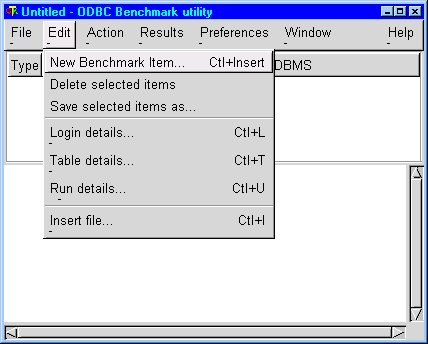 Untitled - ODBC Benchmark utility
File Edit Action Results Preferences Window Help
New Benchmark Item... Ctl+Insert
Type DBMS
Delete selected items
Save selected items as...
Login details... Ctl+L
Table details... Ctl+T
Run details... Ctl+U
Insert file... Ctl+I